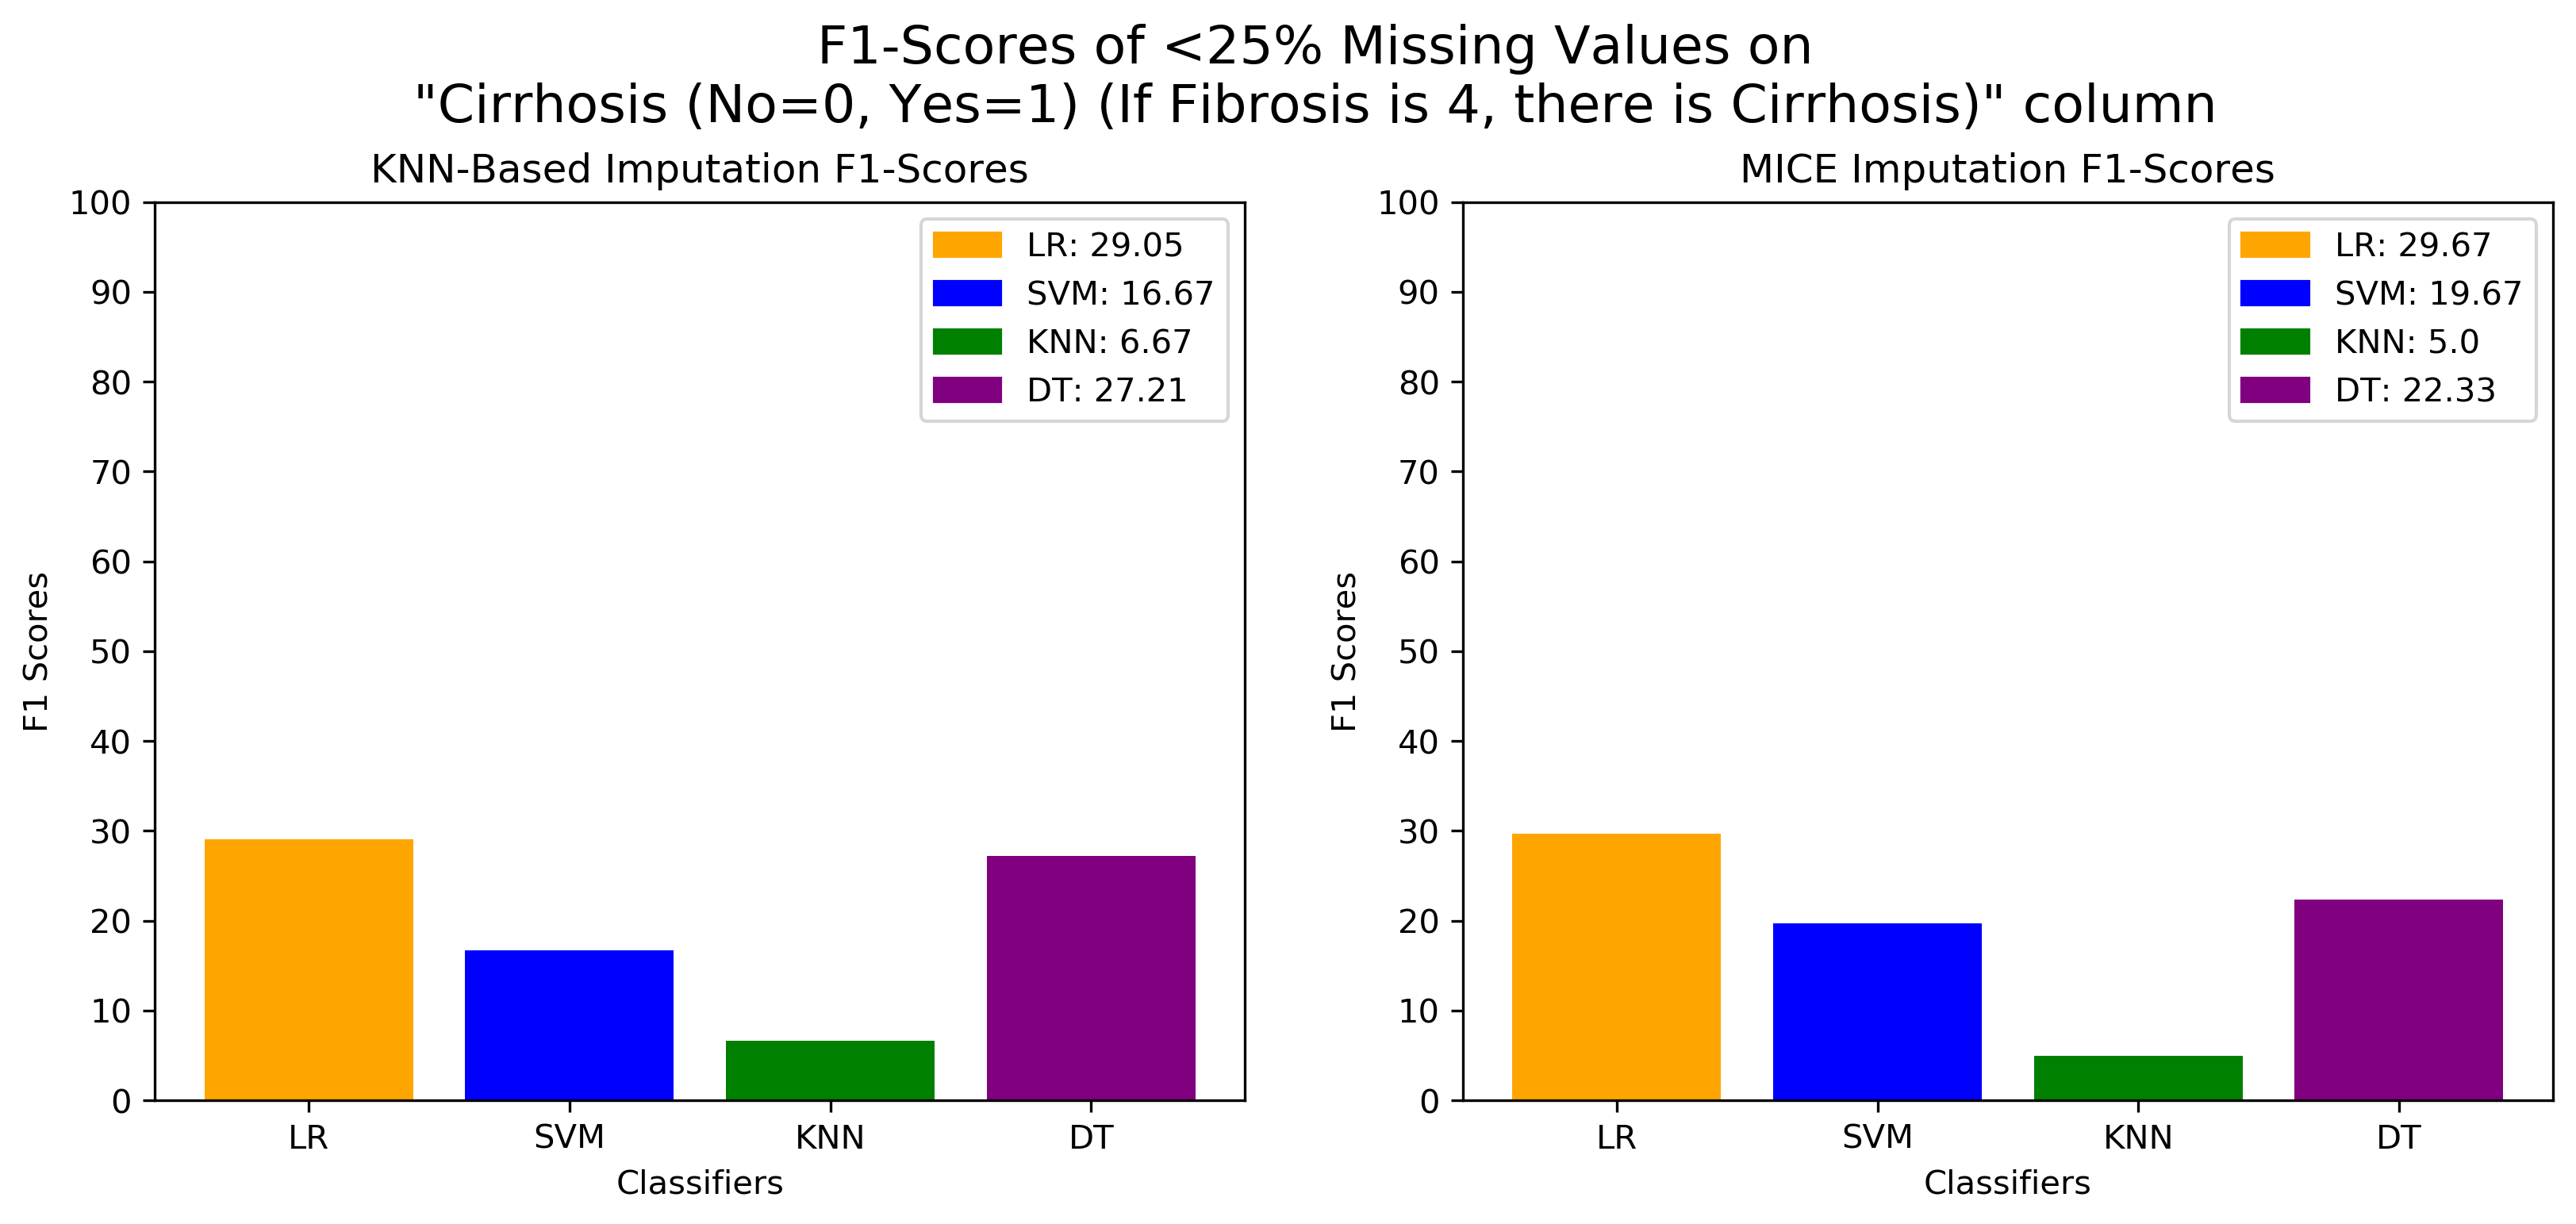 F1-Scores of <25% Missing Values on
"Cirrhosis (No=0, Yes=1) (If Fibrosis is 4, there is Cirrhosis)" column
KNN-Based Imputation F1-Scores
100
90
80
70
60
50
40
30
20
10
0
F1 Scores
LR: 29.05
SVM: 16.67
KNN: 6.67
DT: 27.21
LR SVM KNN DT
Classifiers
MICE Imputation F1-Scores
100
90
80
70
60
50
40
30
20
10
0
F1 Scores
LR: 29.67
SVM: 19.67
KNN: 5.0
DT: 22.33
LR SVM KNN DT
Classifiers